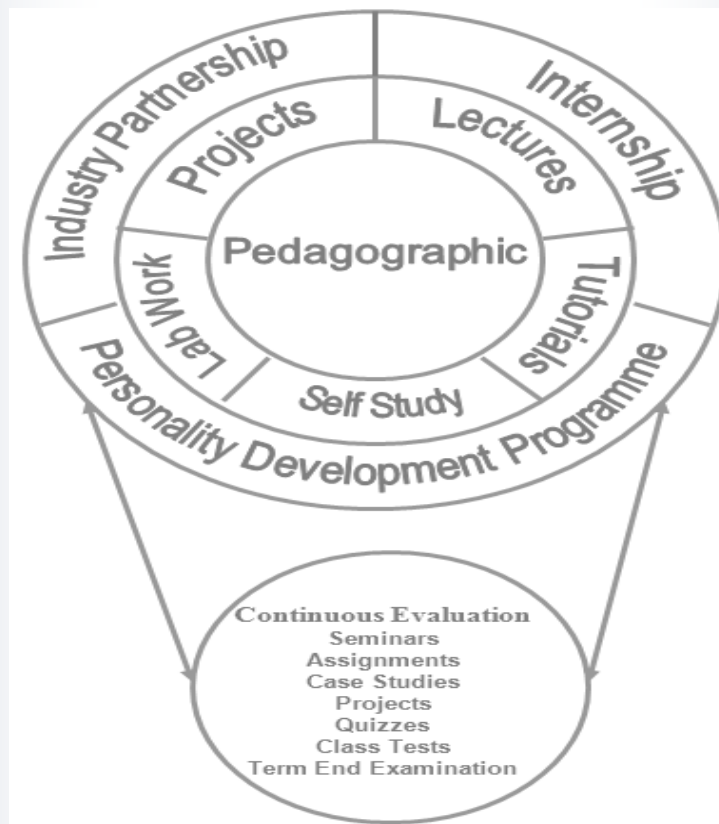 Industry Partnership
Internship
Projects
Lectures
Pedagographic
Lab Work
Tutorials
Self Study
Personality Development Programme
Continuous Evaluation
Seminars
Assignments
Case Studies
Projects
Quizzes
Class Tests
Term End Examination